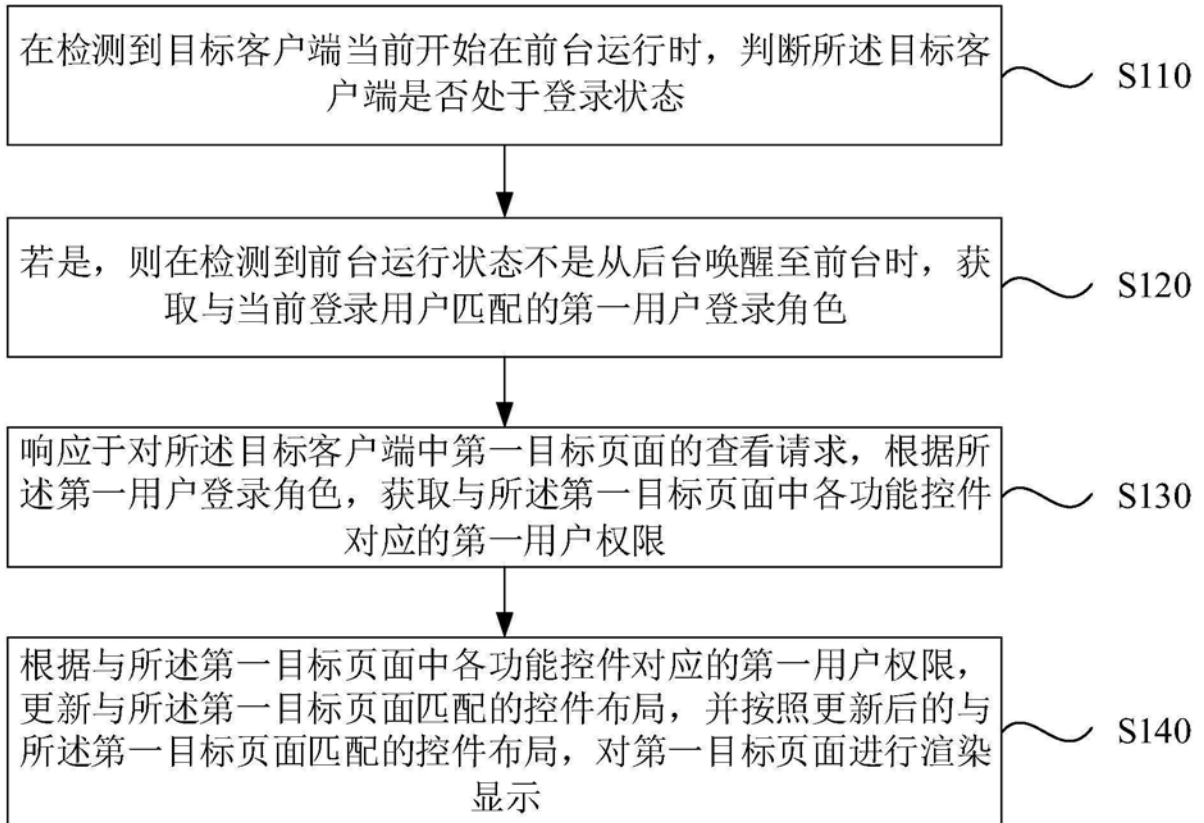 在检测到目标客户端当前开始在前台运行时，判断所述目标客
户端是否处于登录状态
S110
若是，则在检测到前台运行状态不是从后台唤醒至前台时，获
取与当前登录用户匹配的第一用户登录角色
S120
响应于对所述目标客户端中第一目标页面的查看请求，根据所
述第一用户登录角色，获取与所述第一目标页面中各功能控件
对应的第一用户权限
S130
根据与所述第一目标页面中各功能控件对应的第一用户权限，
更新与所述第一目标页面匹配的控件布局，并按照更新后的与
所述第一目标页面匹配的控件布局，对第一目标页面进行渲染
显示
S140